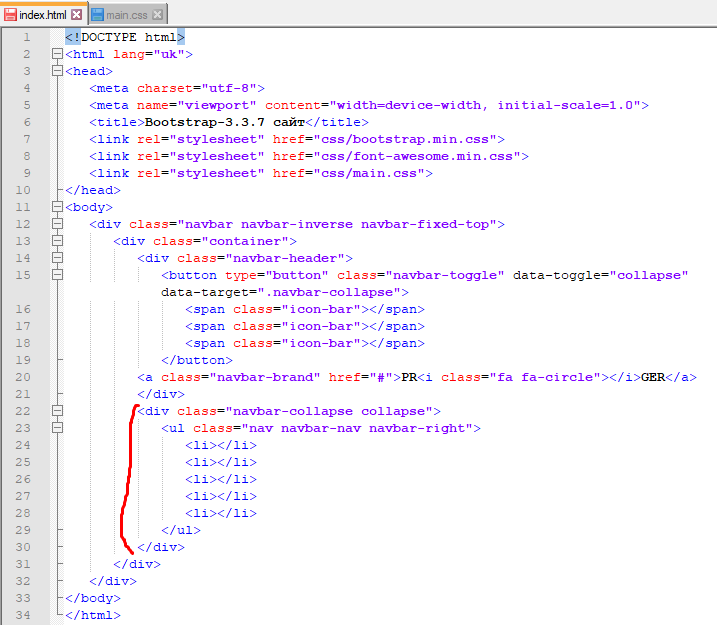 index.html main.css
1 <!DOCTYPE html>
2 <html lang="uk">
3 <head>
4 <meta charset="utf-8">
5 <meta name="viewport" content="width=device-width, initial-scale=1.0">
6 <title>Bootstrap-3.3.7 сайт</title>
7 <link rel="stylesheet" href="css/bootstrap.min.css">
8 <link rel="stylesheet" href="css/font-awesome.min.css">
9 <link rel="stylesheet" href="css/main.css">
10 </head>
11 <body>
12 <div class="navbar navbar-inverse navbar-fixed-top">
13 <div class="container">
14 <div class="navbar-header">
15 <button type="button" class="navbar-toggle" data-toggle="collapse"
data-target=".navbar-collapse">
16 <span class="icon-bar"></span>
17 <span class="icon-bar"></span>
18 <span class="icon-bar"></span>
19 </button>
20 <a class="navbar-brand" href="#">PR<i class="fa fa-circle"></i>GER</a>
21 </div>
22 <div class="navbar-collapse collapse">
23 <ul class="nav navbar-nav navbar-right">
24 <li></li>
25 <li></li>
26 <li></li>
27 <li></li>
28 <li></li>
29 </ul>
30 </div>
31 </div>
32 </div>
33 </body>
34 </html>